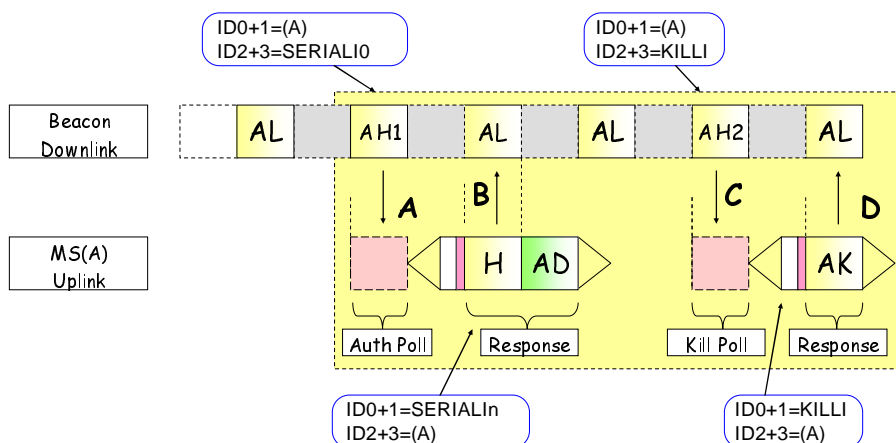 ID0+1=(A)
ID2+3=SERIALI0
ID0+1=(A)
ID2+3=KILLI
Beacon
Downlink
AL
AH1
AL
AL
AH2
AL
A
B
C
D
MS(A)
Uplink
H
AD
AK
Auth Poll
Response
Kill Poll
Response
ID0+1=SERIALIn
ID2+3=(A)
ID0+1=KILLI
ID2+3=(A)